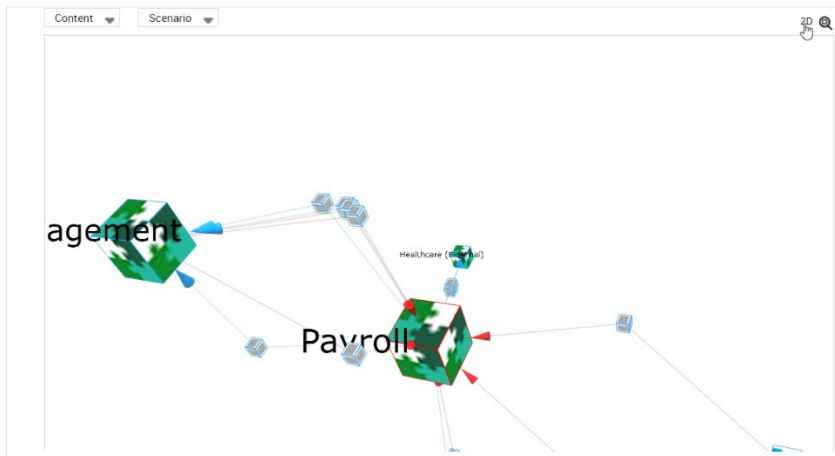 Content
Scenario
2D
Healthcare (External)
agement
Payroll